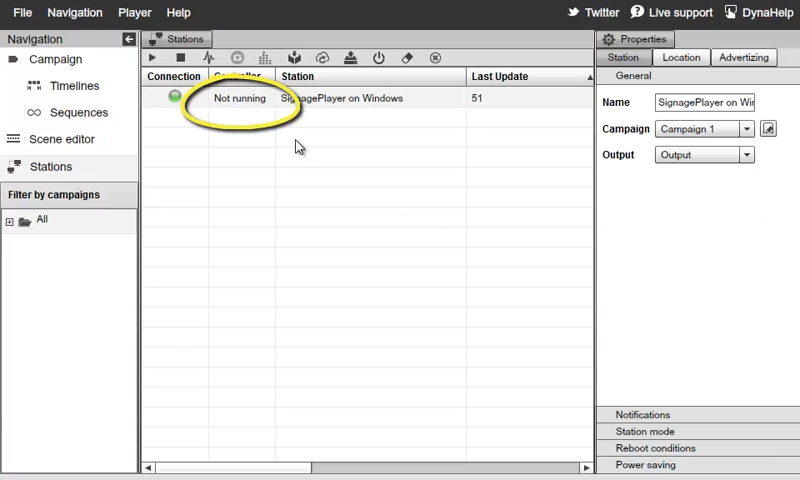 File Navigation Player Help Twitter Live support DynaHelp
Navigation
Campaign
Timelines
Sequences
Scene editor
Stations
Filter by campaigns
All
Stations
Connection Controller Station Last Update
Not running SignagePlayer on Windows 51
Properties
Station Location Advertizing
General
Name SignagePlayer on Win
Campaign Campaign 1
Output Output
Notifications
Station mode
Reboot conditions
Power saving